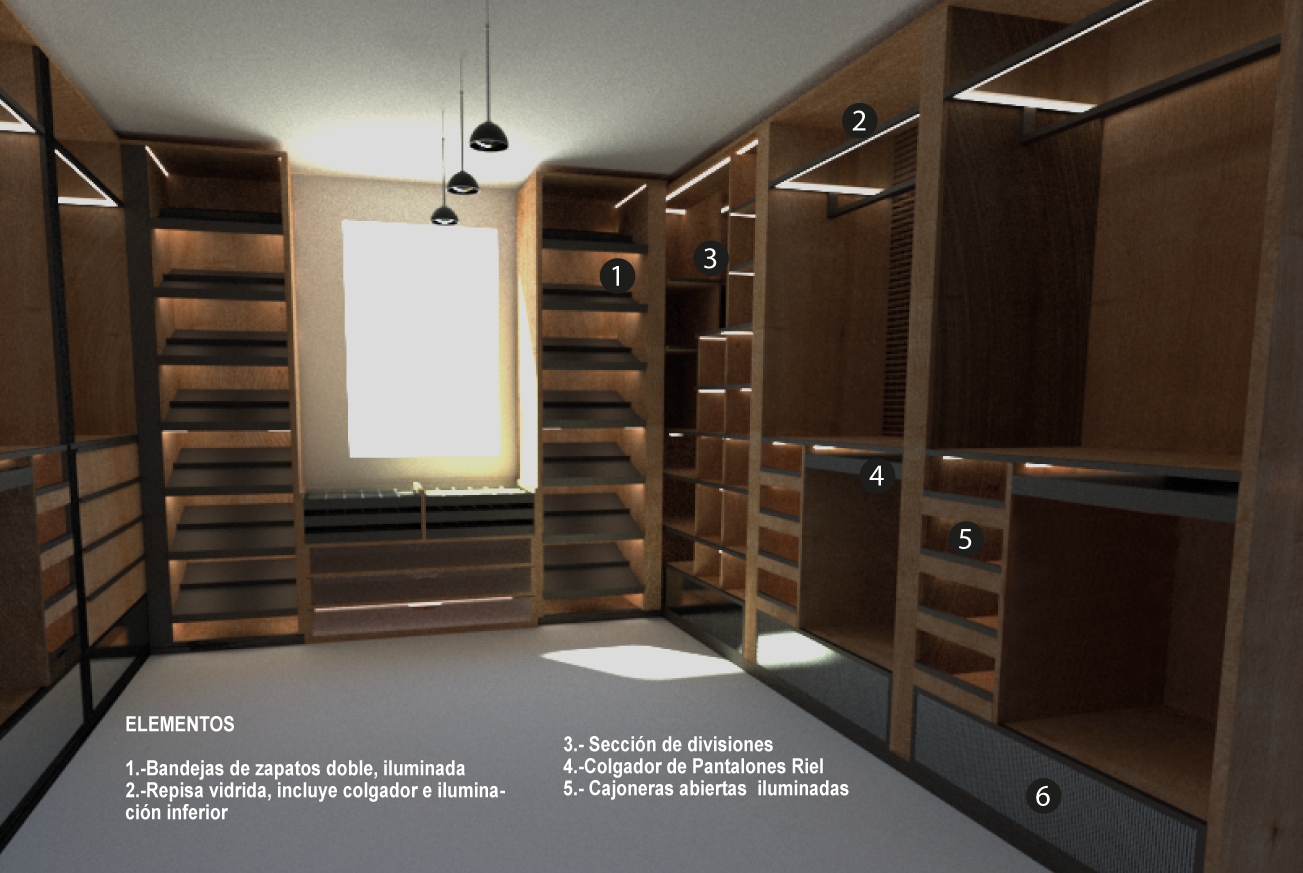 2
3
1
4
5
6
ELEMENTOS
1.-Bandejas de zapatos doble, iluminada
2.-Repisa vidrida, incluye colgador e ilumina-
ción inferior
3.- Sección de divisiones
4.-Colgador de Pantalones Riel
5.- Cajoneras abiertas  iluminadas